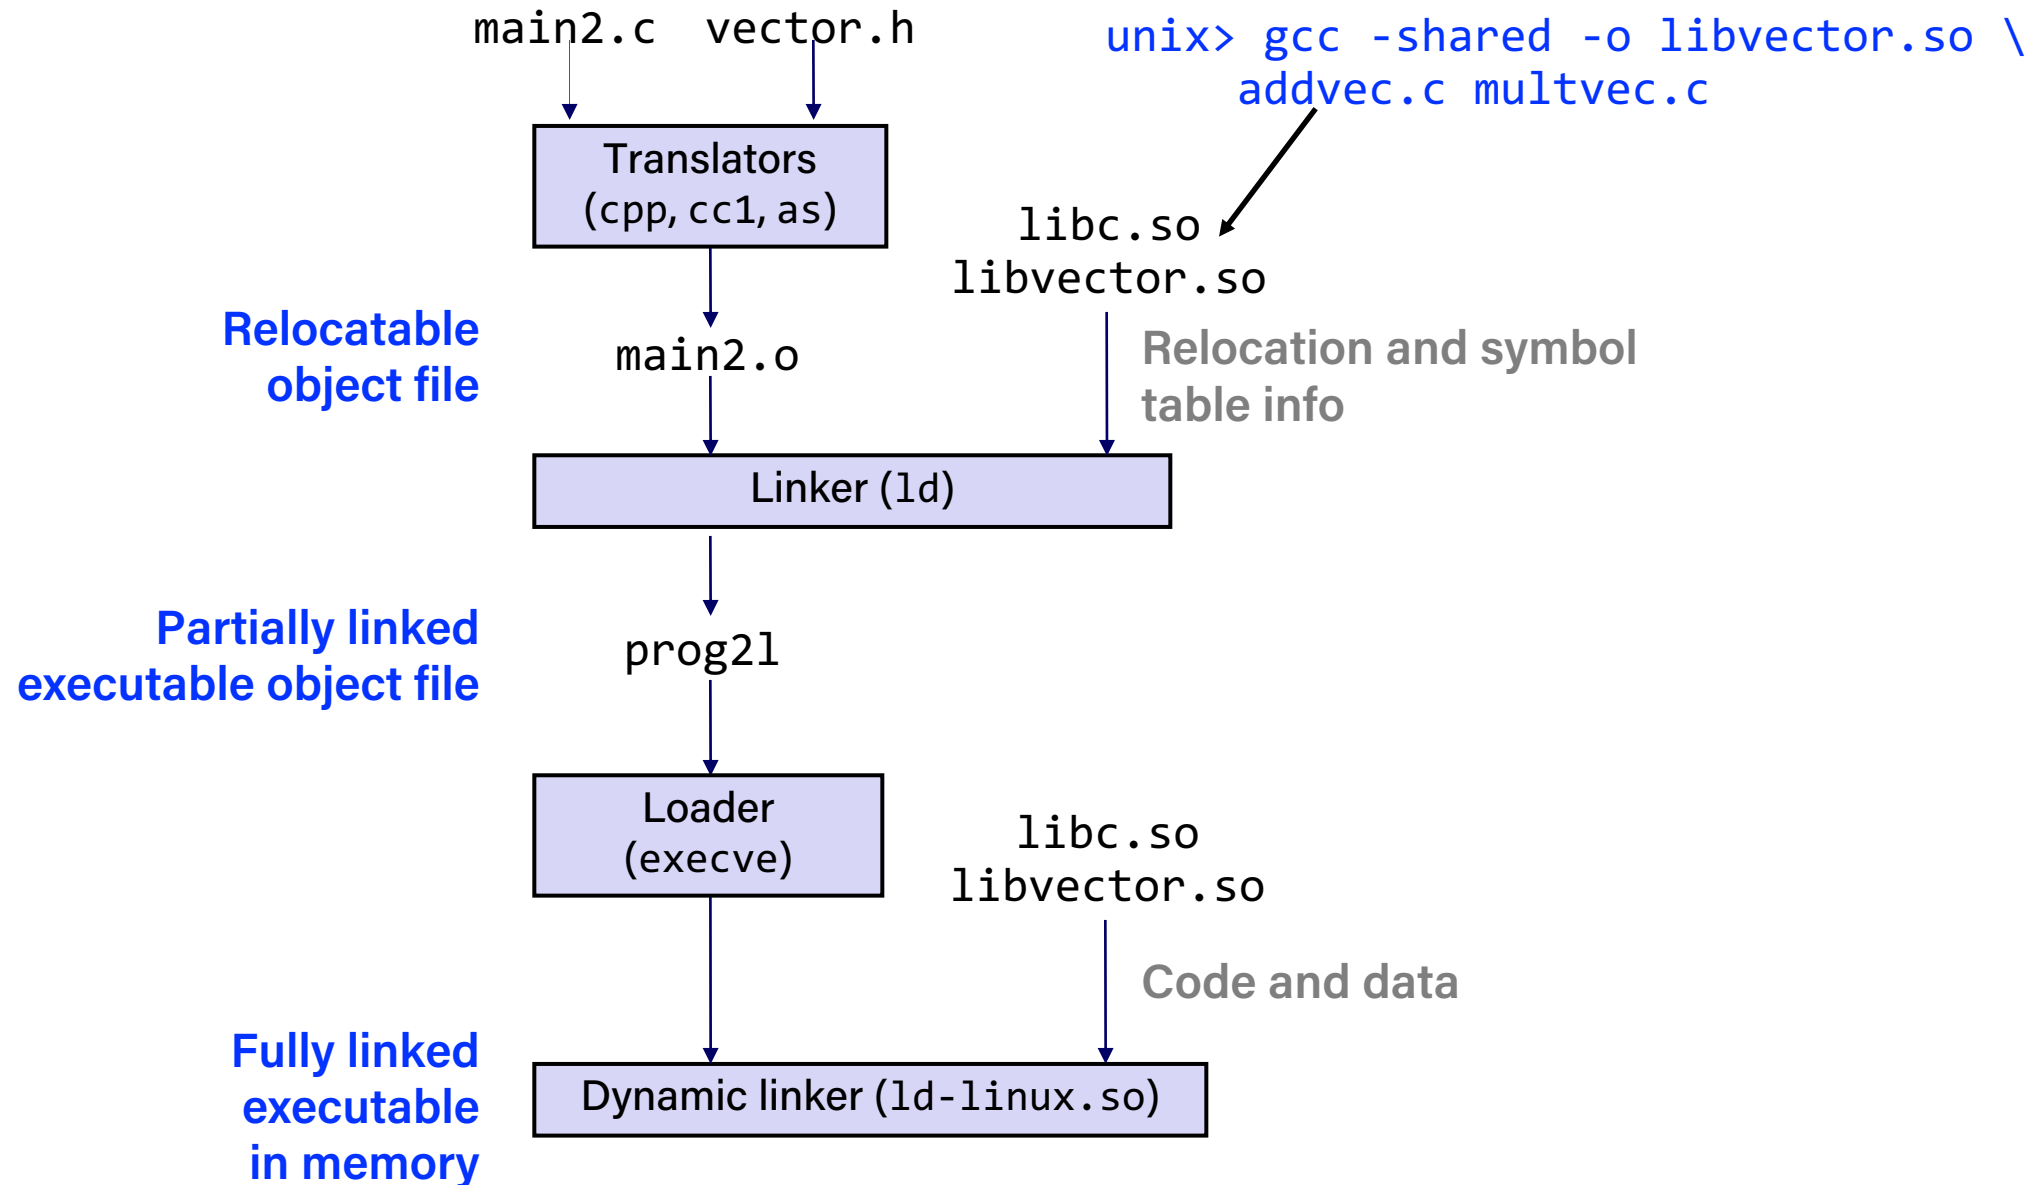 main2.c vector.h
unix> gcc -shared -o libvector.so \
addvec.c multvec.c
Translators
(cpp, cc1, as)
libc.so
libvector.so
Relocatable
object file
main2.o
Relocation and symbol
table info
Linker (ld)
Partially linked
executable object file
prog2l
Loader
(execve)
libc.so
libvector.so
Code and data
Fully linked
executable
in memory
Dynamic linker (ld-linux.so)